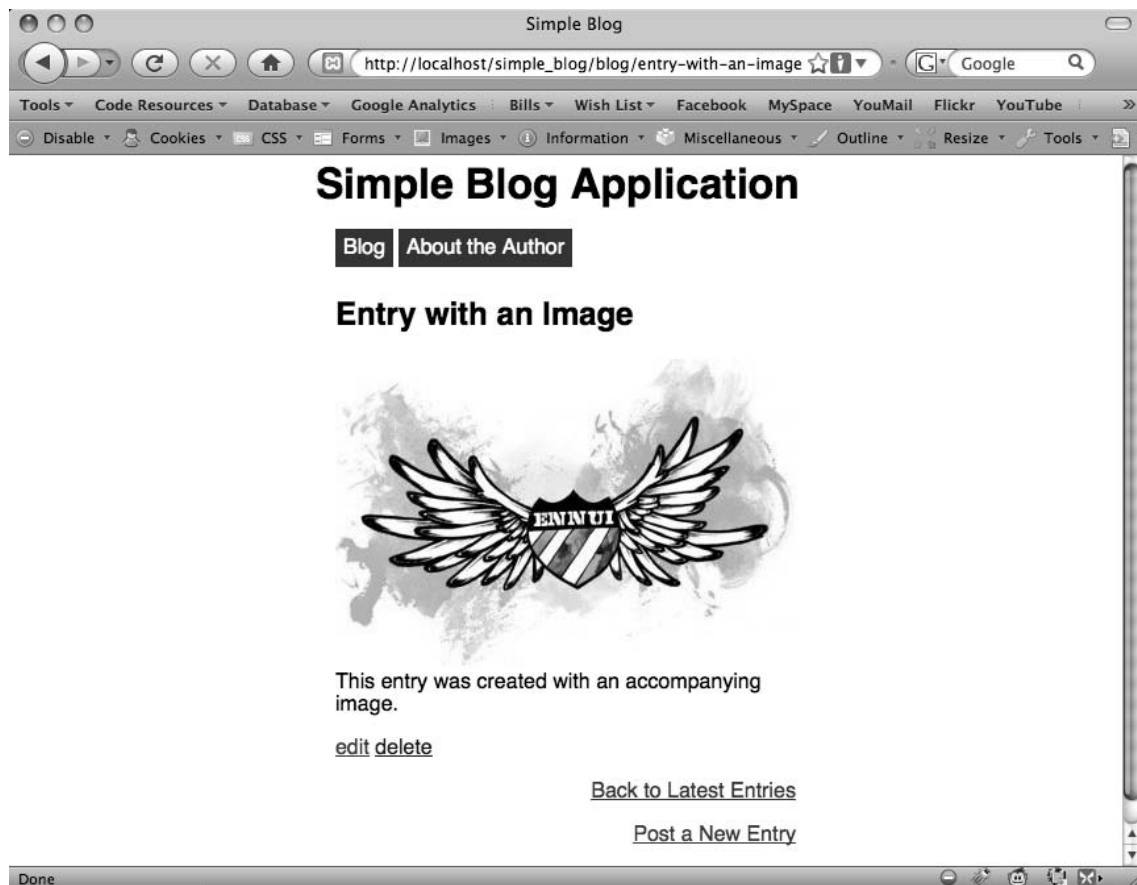 Simple Blog
http://localhost/simple_blog/blog/entry-with-an-image
G Google
Tools Code Resources Database Google Analytics Bills Wish List Facebook MySpace YouMail Flickr YouTube »
Disable Cookies CSS Forms Images Information Miscellaneous Outline Resize Tools
Simple Blog Application
Blog About the Author
Entry with an Image
ENNUI
This entry was created with an accompanying
image.
edit delete
Back to Latest Entries
Post a New Entry
Done